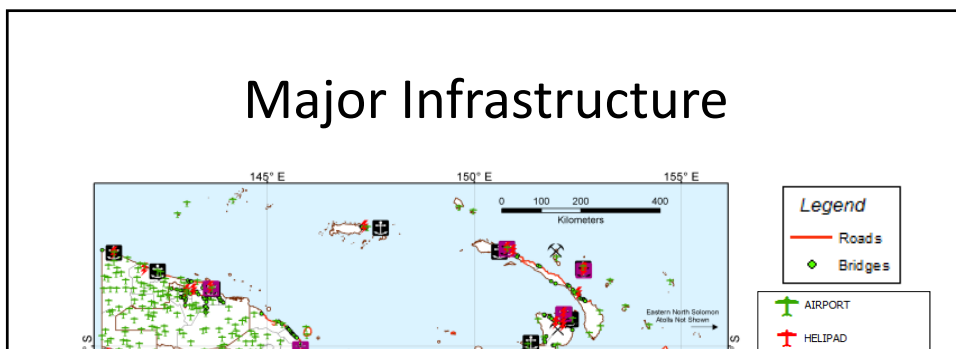 Major Infrastructure
145° E 150° E 155° E
0 100 200 400
Kilometers
Eastern North Solomon
Atolls Not Shown
S
S
Legend
Roads
Bridges
AIRPORT
HELIPAD